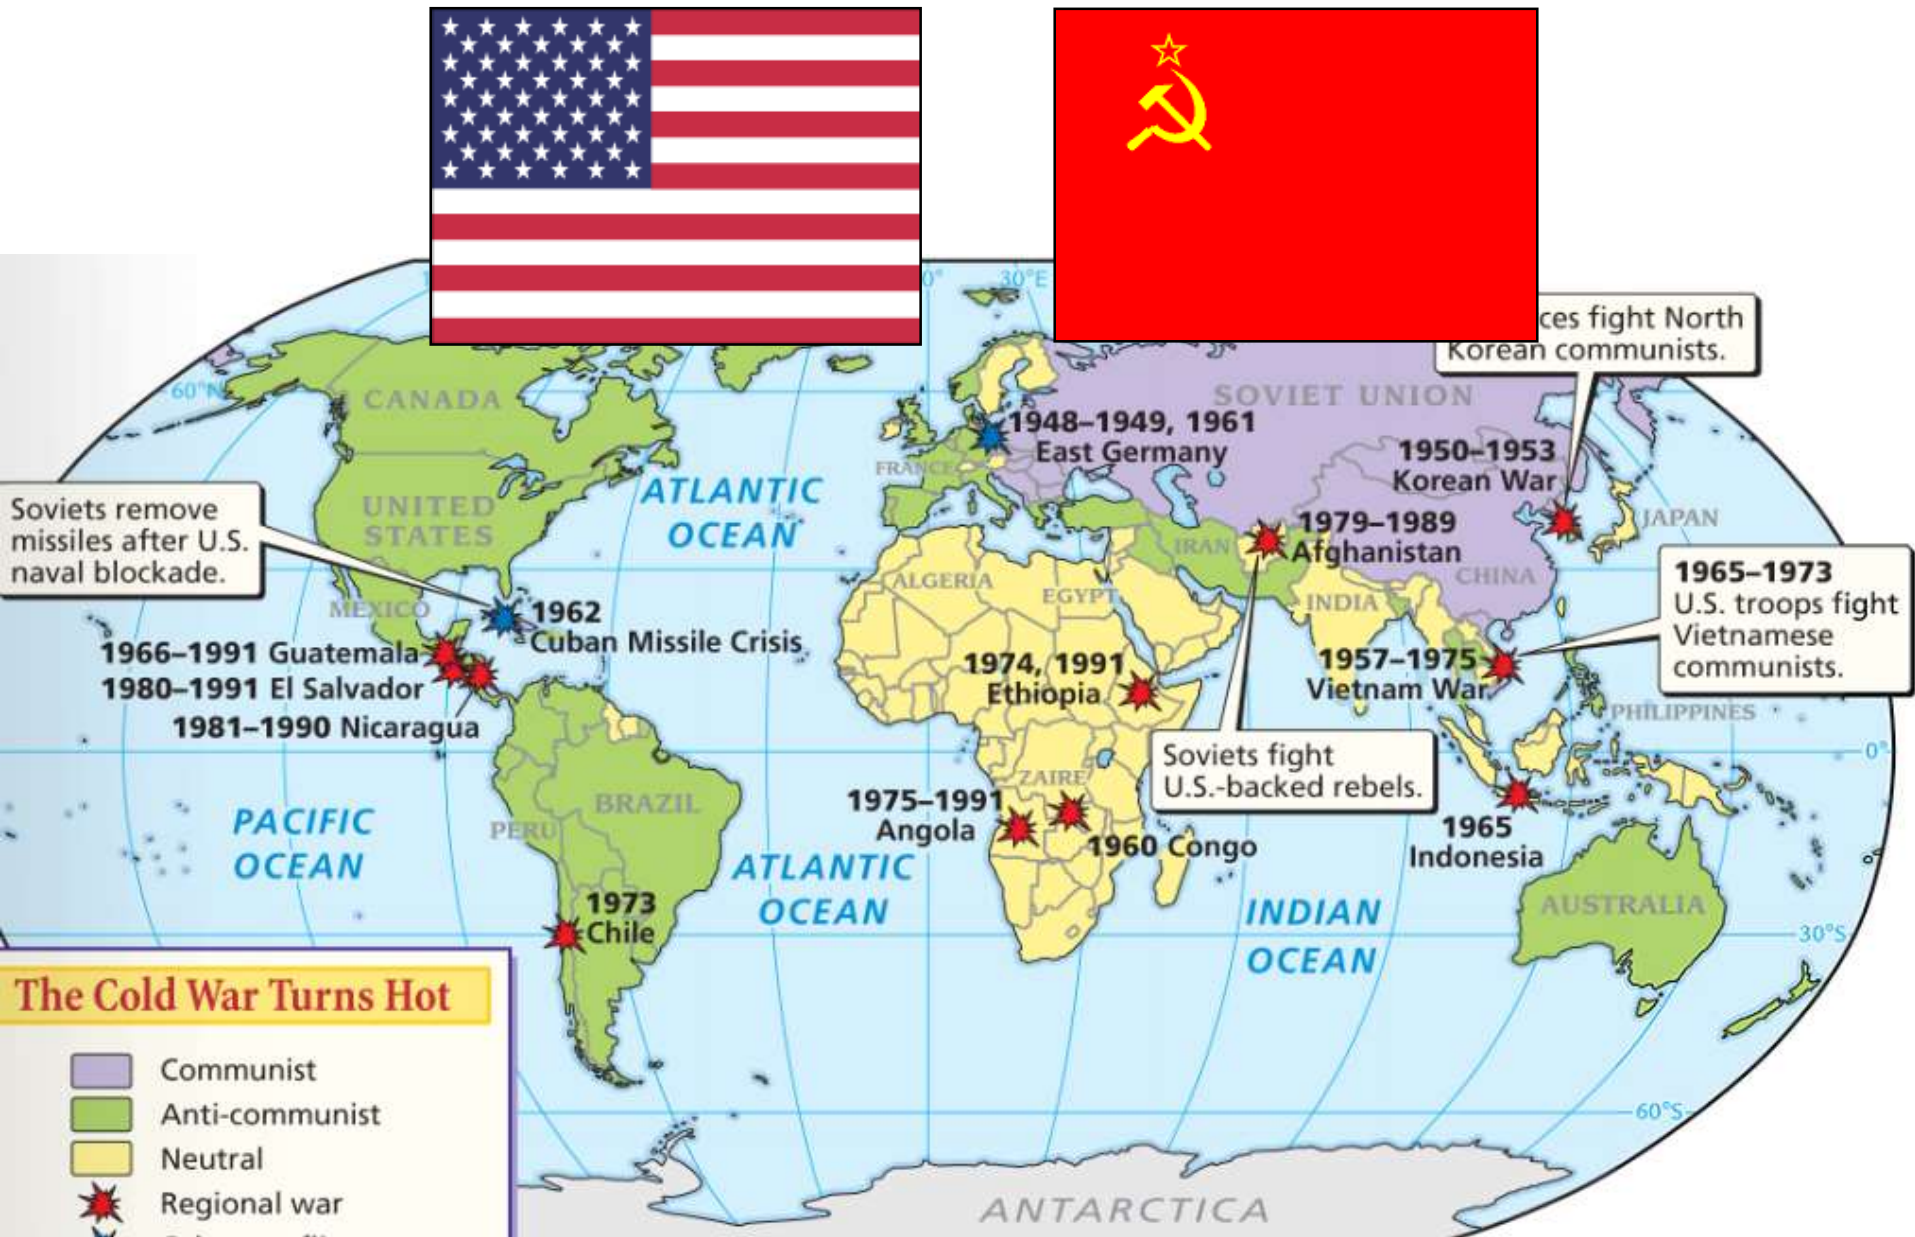 0°
30°E
ces fight North
Korean communists.
60°N
CANADA
SOVIET UNION
1948–1949, 1961
East Germany
1950–1953
Korean War
FRANCE
UNITED
STATES
ATLANTIC
OCEAN
Soviets remove
missiles after U.S.
naval blockade.
JAPAN
IRAN
1979–1989
Afghanistan
CHINA
ALGERIA
EGYPT
INDIA
1965–1973
U.S. troops fight
Vietnamese
communists.
MEXICO
1962
Cuban Missile Crisis
1966–1991 Guatemala
1980–1991 El Salvador
1981–1990 Nicaragua
1974, 1991
Ethiopia
1957–1975
Vietnam War
PHILIPPINES
0°
Soviets fight
U.S.-backed rebels.
ZAIRE
1975–1991
Angola
1960 Congo
1965
Indonesia
PACIFIC
OCEAN
BRAZIL
PERU
ATLANTIC
OCEAN
INDIAN
OCEAN
AUSTRALIA
1973
Chile
30°S
The Cold War Turns Hot
Communist
Anti-communist
Neutral
Regional war
60°S
ANTARCTICA